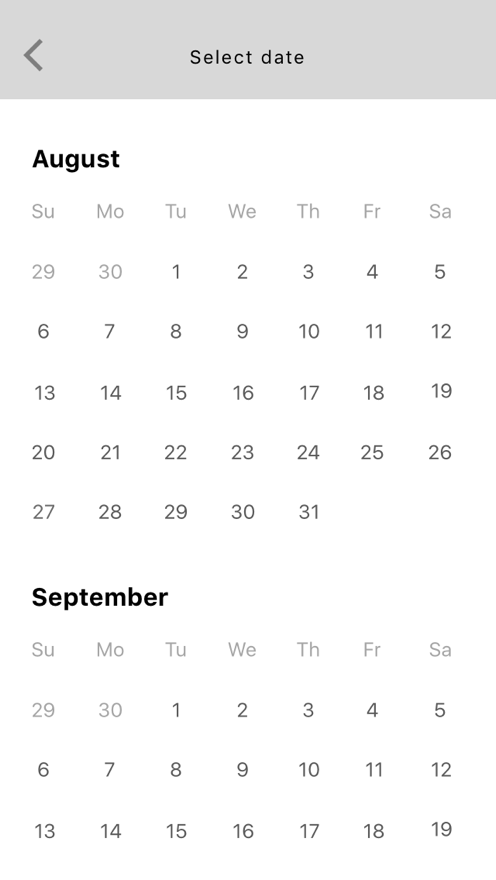 Select date
August
Su Mo Tu We Th Fr Sa
29 30 1 2 3 4 5
6 7 8 9 10 11 12
13 14 15 16 17 18 19
20 21 22 23 24 25 26
27 28 29 30 31
September
Su Mo Tu We Th Fr Sa
29 30 1 2 3 4 5
6 7 8 9 10 11 12
13 14 15 16 17 18 19